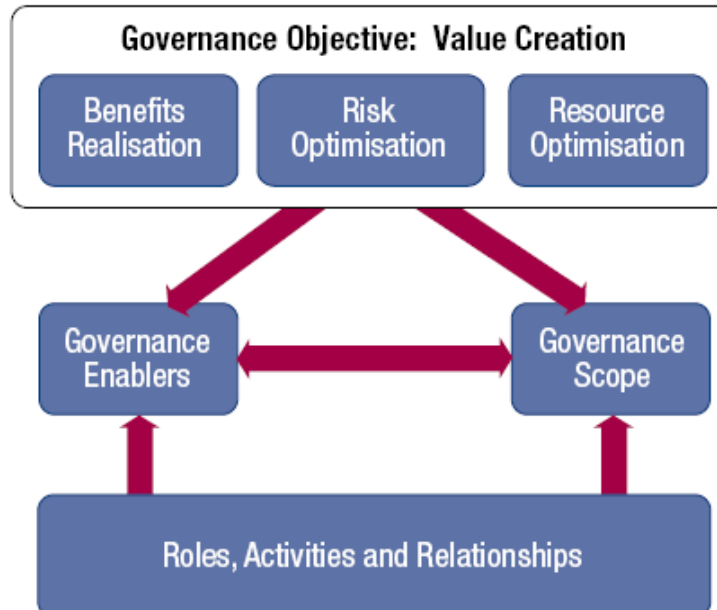 Governance Objective: Value Creation
Benefits
Realisation
Risk
Optimisation
Resource
Optimisation
Governance
Enablers
Governance
Scope
Roles, Activities and Relationships